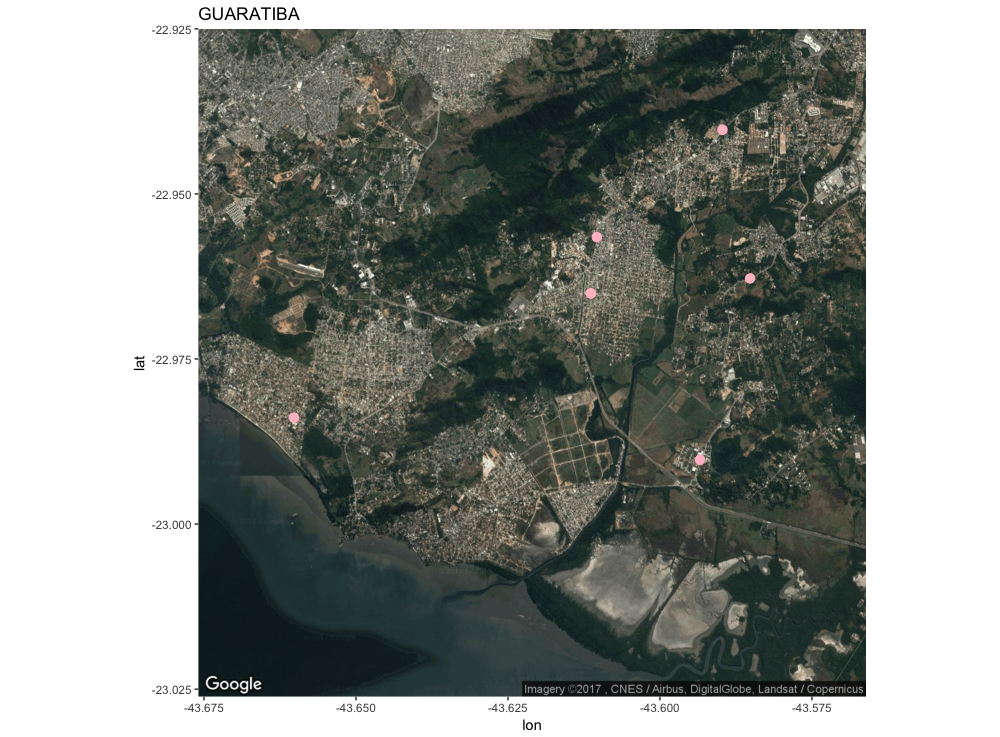 GUARATIBA
-22.925
-22.950
-22.975
-23.000
-23.025
lat
-43.675
-43.650
-43.625
-43.600
-43.575
lon
Google
Imagery ©2017 , CNES / Airbus, DigitalGlobe, Landsat / Copernicus